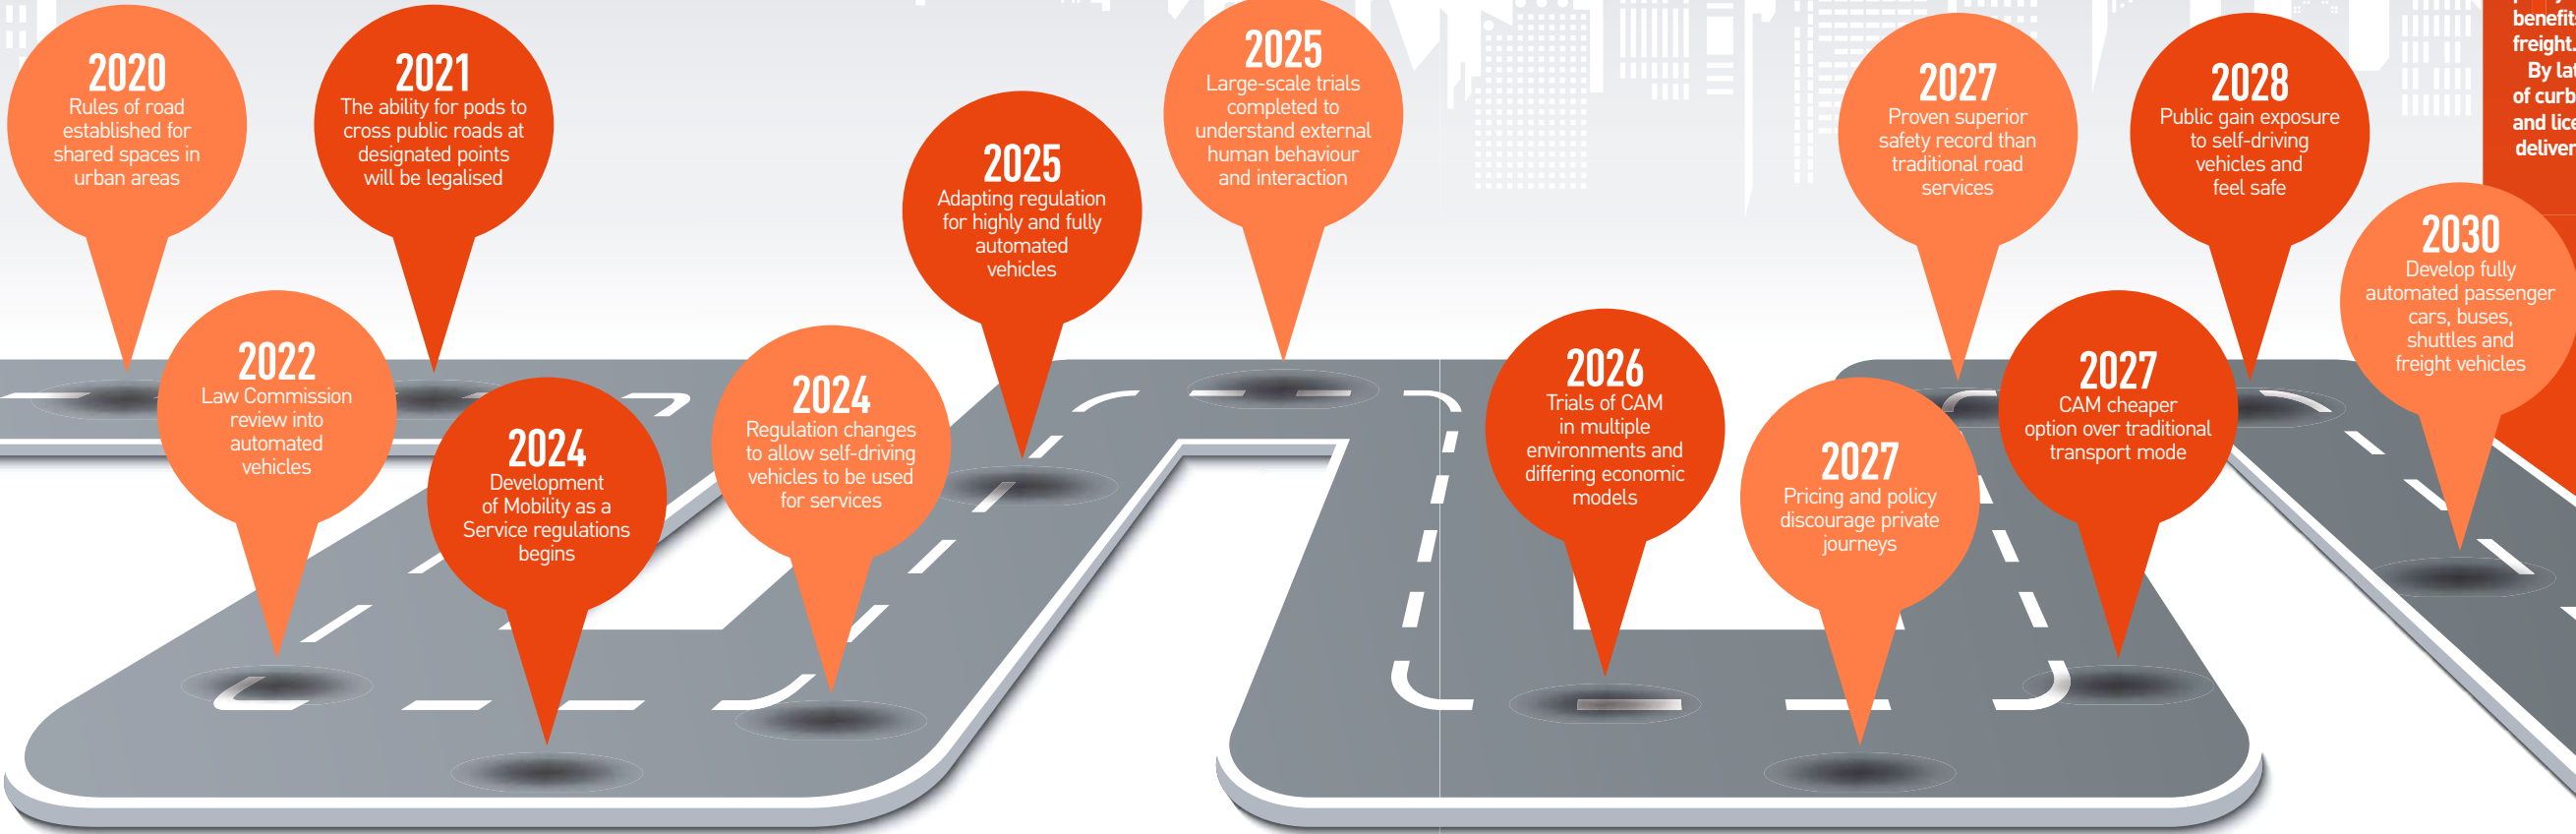 2020
Rules of road
established for
shared spaces in
urban areas
2021
The ability for pods to
cross public roads at
designated points
will be legalised
2022
Law Commission
review into
automated
vehicles
2024
Development
of Mobility as a
Service regulations
begins
2024
Regulation changes
to allow self-driving
vehicles to be used
for services
2025
Adapting regulation
for highly and fully
automated
vehicles
2025
Large-scale trials
completed to
understand external
human behaviour
and interaction
2026
Trials of CAM
in multiple
environments and
differing economic
models
2027
Pricing and policy
discourage private
journeys
2027
CAM cheaper
option over traditional
transport mode
2027
Proven superior
safety record than
traditional road
services
2028
Public gain exposure
to self-driving
vehicles and
feel safe
2030
Develop fully
automated passenger
cars, buses,
shuttles and
freight vehicles
freight.
By
of
and